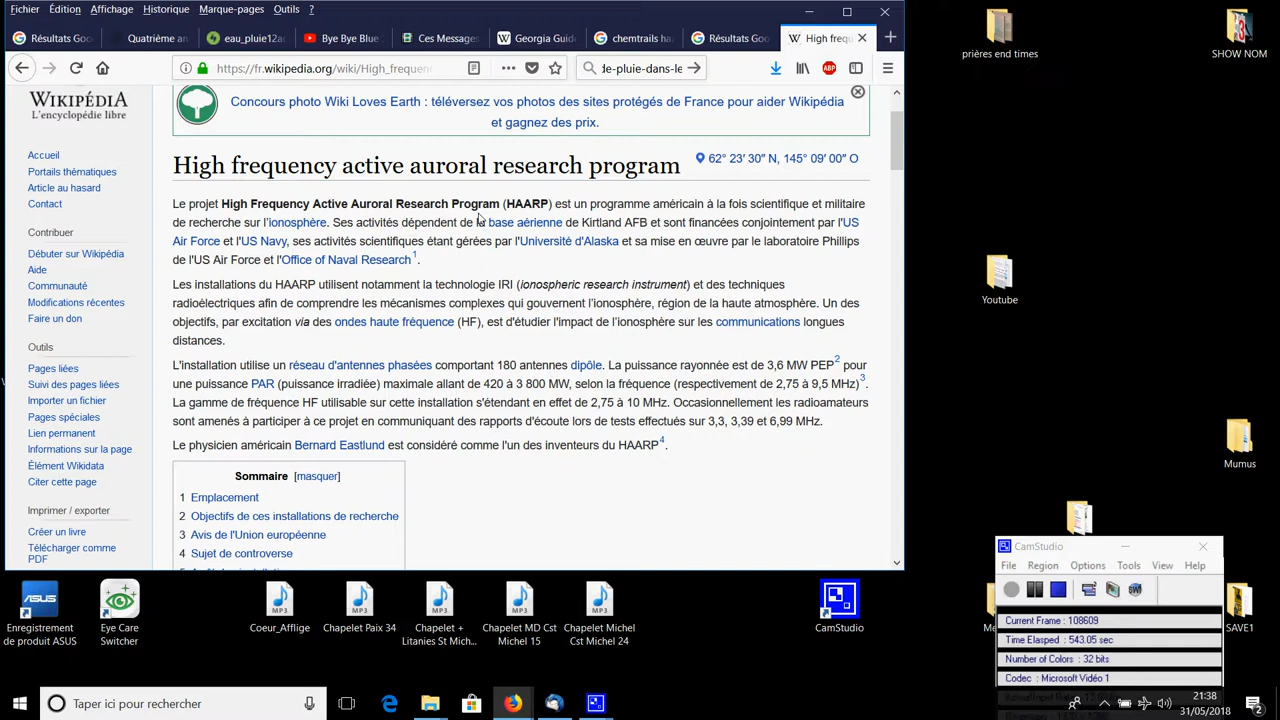 Fichier Édition Affichage Historique Marque-pages Outils ?
Résultats Goo
Quatrième an
eau_pluie12ac
Bye Bye Blue
Ces Messages
Georgia Guid
chemtrails ha
Résultats Goo
High frequ
https://fr.wikipedia.org/wiki/High_frequenc
de-pluie-dans-le
ABP
WIKIPÉDIA
L'encyclopédie libre
Accueil
Portails thématiques
Article au hasard
Contact
Contribuer
Débuter sur Wikipédia
Aide
Communauté
Modifications récentes
Faire un don
Outils
Pages liées
Suivi des pages liées
Importer un fichier
Pages spéciales
Lien permanent
Informations sur la page
Élément Wikidata
Citer cette page
Imprimer / exporter
Créer un livre
Télécharger comme
PDF
Concours photo Wiki Loves Earth : téléversez vos photos des sites protégés de France pour aider Wikipédia
et gagnez des prix.
High frequency active auroral research program
62° 23′ 30″ N, 145° 09′ 00″ O
Le projet High Frequency Active Auroral Research Program (HAARP) est un programme américain à la fois scientifique et militaire
de recherche sur l'ionosphère. Ses activités dépendent de la base aérienne de Kirtland AFB et sont financées conjointement par l'US
Air Force et l'US Navy, ses activités scientifiques étant gérées par l'Université d'Alaska et sa mise en œuvre par le laboratoire Phillips
de l'US Air Force et l'Office of Naval Research1.
Les installations du HAARP utilisent notamment la technologie IRI (ionospheric research instrument) et des techniques
radioélectriques afin de comprendre les mécanismes complexes qui gouvernent l'ionosphère, région de la haute atmosphère. Un des
objectifs, par excitation via des ondes haute fréquence (HF), est d'étudier l'impact de l'ionosphère sur les communications longues
distances.
L'installation utilise un réseau d'antennes phasées comportant 180 antennes dipôle. La puissance rayonnée est de 3,6 MW PEP2 pour
une puissance PAR (puissance irradiée) maximale allant de 420 à 3 800 MW, selon la fréquence (respectivement de 2,75 à 9,5 MHz)3.
La gamme de fréquence HF utilisable sur cette installation s'étendant en effet de 2,75 à 10 MHz. Occasionnellement les radioamateurs
sont amenés à participer à ce projet en communiquant des rapports d'écoute lors de tests effectués sur 3,3, 3,39 et 6,99 MHz.
Le physicien américain Bernard Eastlund est considéré comme l'un des inventeurs du HAARP4.
Sommaire [masquer]
1 Emplacement
2 Objectifs de ces installations de recherche
3 Avis de l'Union européenne
4 Sujet de controverse
prières end times
SHOW NOM
Youtube
Mumus
SAVE1
CamStudio
File Region Options Tools View Help
Current Frame : 108609
Time Elasped : 543.05 sec
Number of Colors : 32 bits
Codec : Microsoft Vidéo 1
ASUS
Enregistrement
de produit ASUS
Eye Care
Switcher
MP3
Coeur_Afflige
MP3
Chapelet Paix 34
MP3
Chapelet +
Litanies St Mich...
MP3
Chapelet MD Cst
Michel 15
MP3
Chapelet Michel
Cst Michel 24
CamStudio
Taper ici pour rechercher
21:38
31/05/2018
2